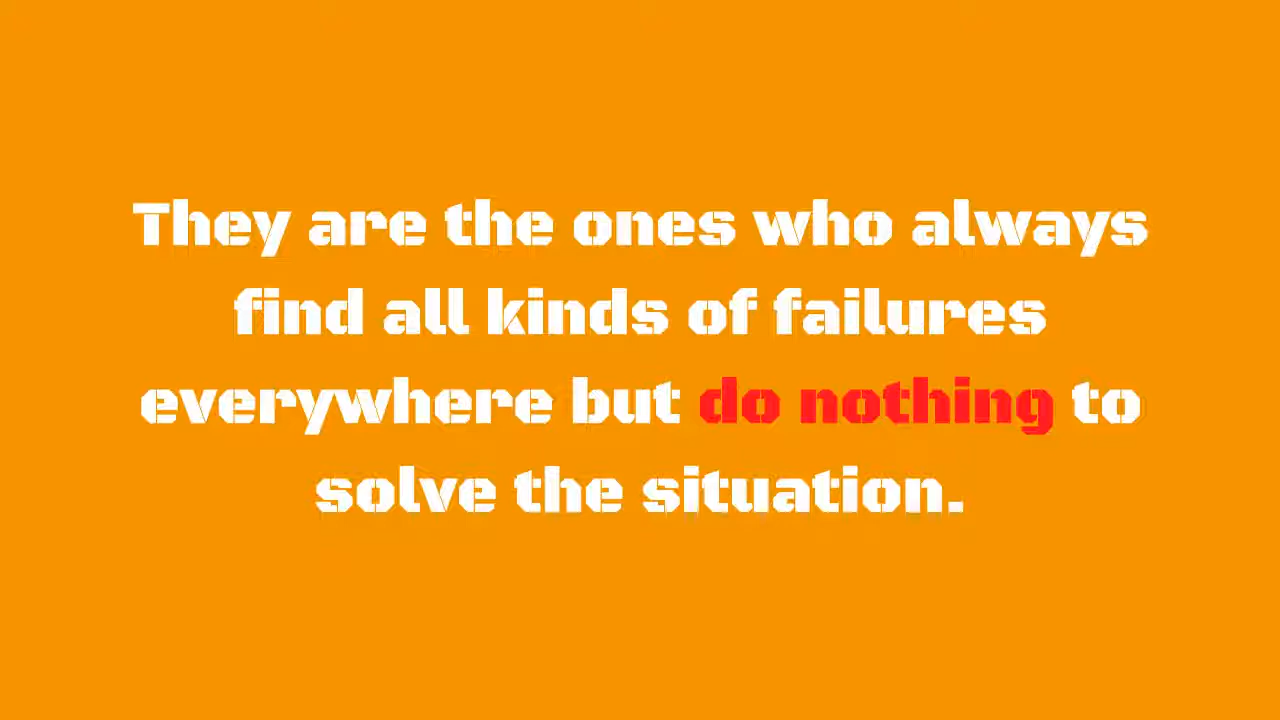 They are the ones who always
find all kinds of failures
everywhere but do nothing to
solve the situation.